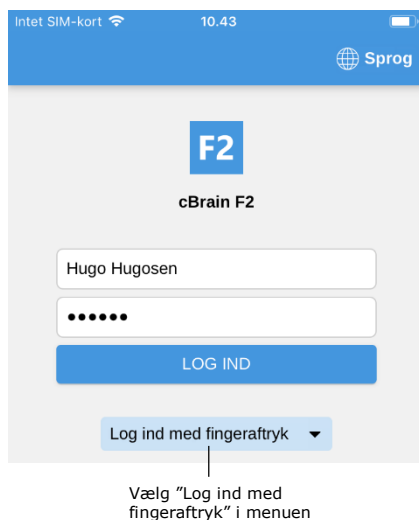 Intet SIM-kort 10.43
Sprog
F2
cBrain F2
Hugo Hugosen
••••••
LOG IND
Log ind med fingeraftryk
Vælg ”Log ind med
fingeraftryk” i menuen